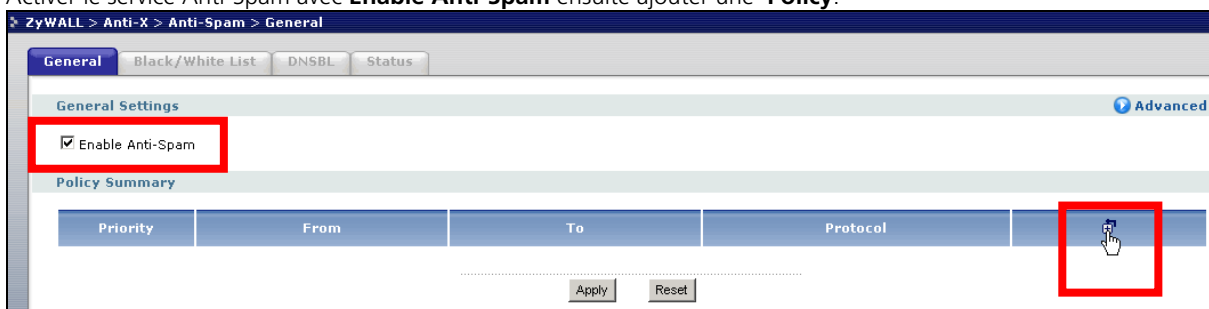 Activer le service Anti-Spam avec Enable Anti-Spam ensuite ajouter une "Policy".
ZyWALL > Anti-X > Anti-Spam > General
General Black/White List DNSBL Status
General Settings Advanced
Enable Anti-Spam
Policy Summary
Priority From To Protocol
Apply Reset